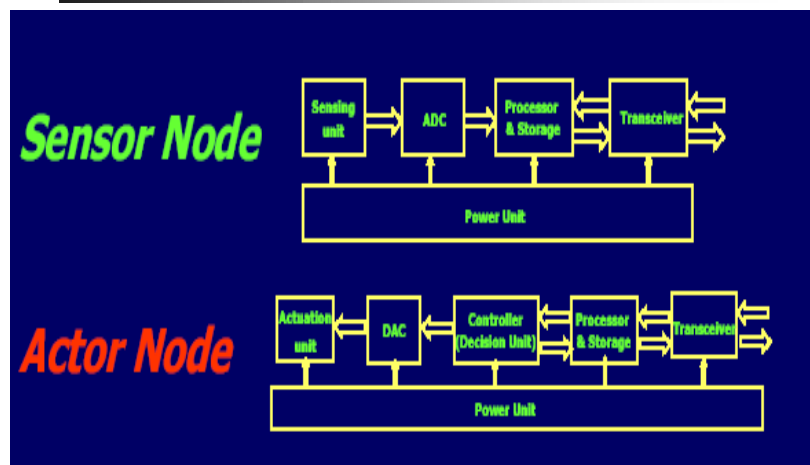 Sensor Node
Sensing
unit
ADC
Processor
& Storage
Transceiver
Power Unit
Actor Node
Actuation
unit
DAC
Controller
(Decision Unit)
Processor
& Storage
Transceiver
Power Unit